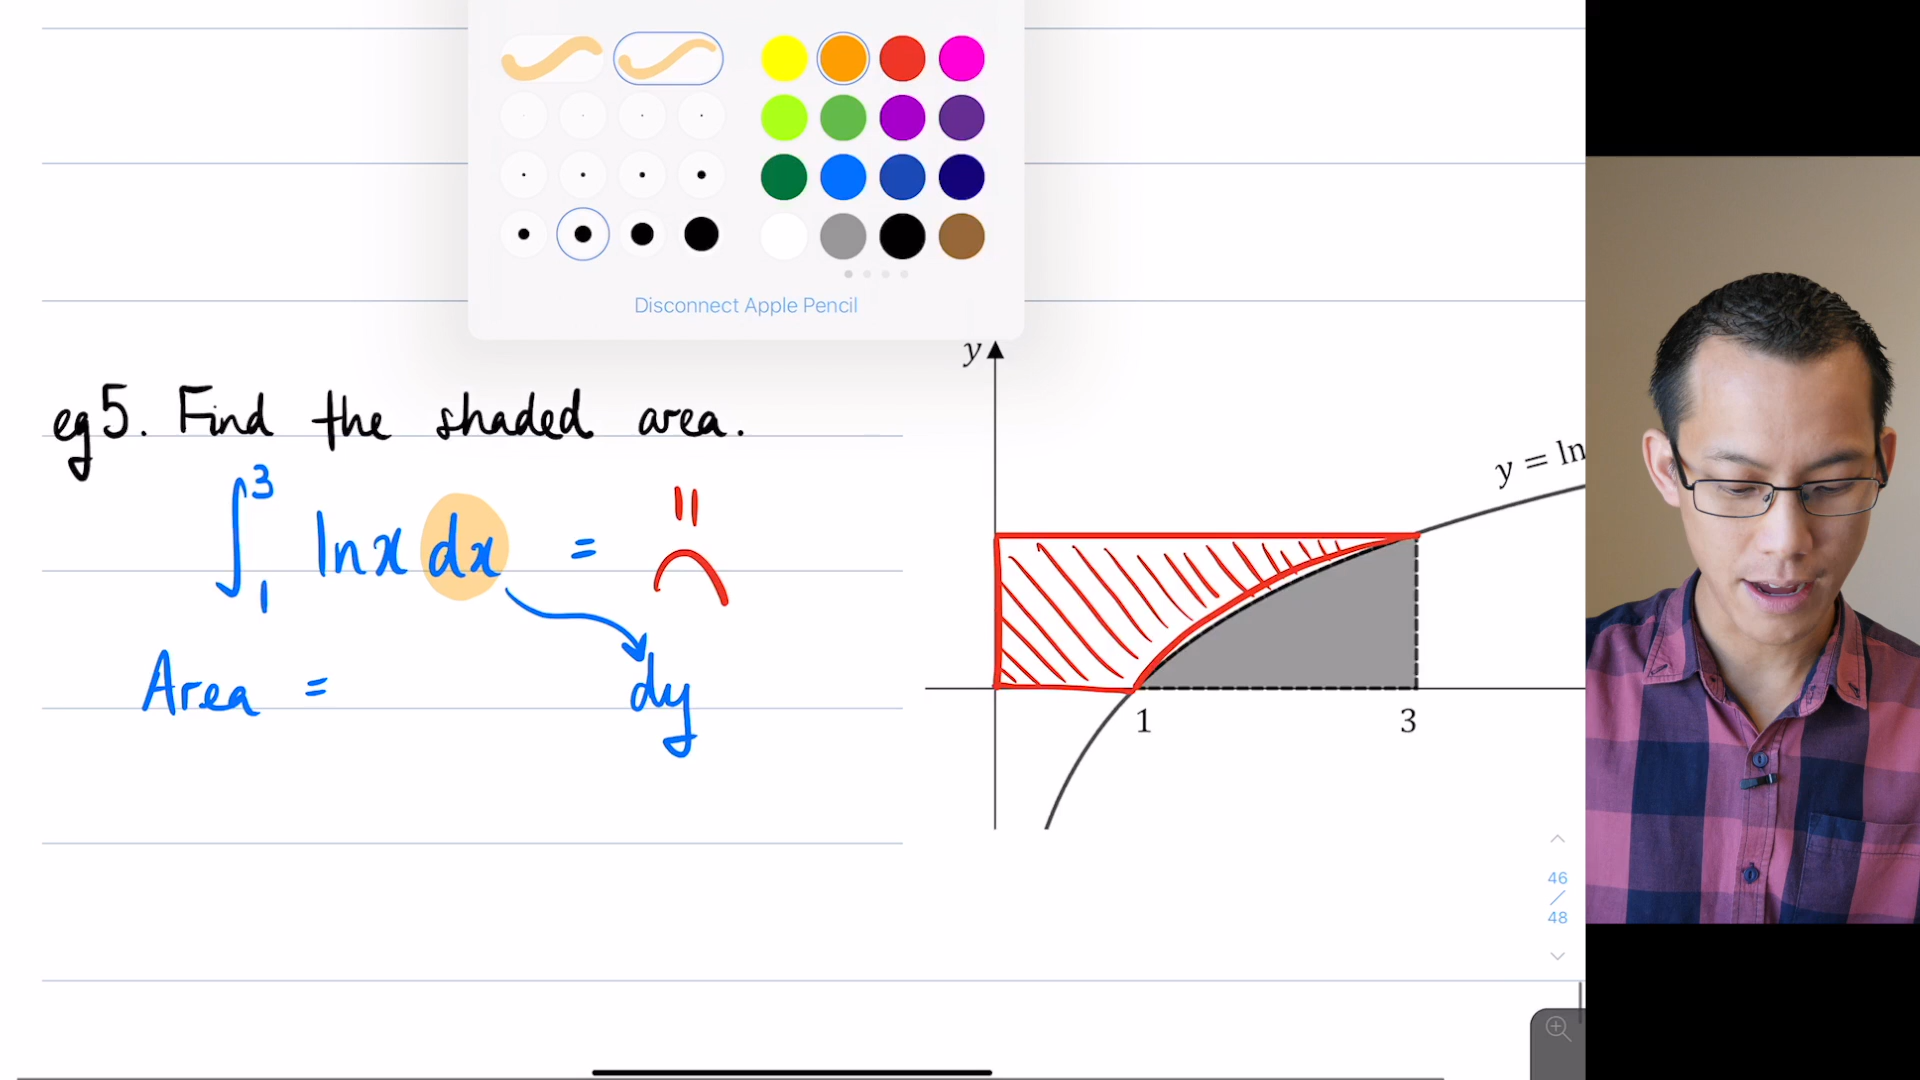 Disconnect Apple Pencil
y
eg 5. Find the shaded area.
y = ln
∫₁³ ln x dx =
Area = dy
1 3
46
/
48